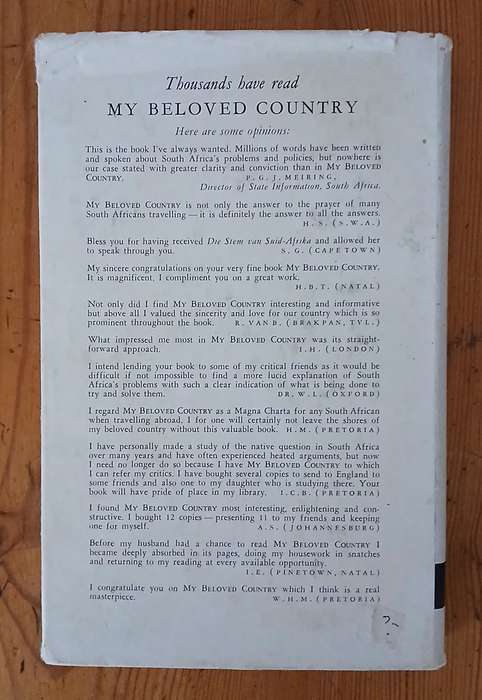 Thousands have read
MY BELOVED COUNTRY
Here are some opinions:
This is the book I've always wanted. Millions of words have been written
and spoken about South Africa's problems and policies, but nowhere is
our case stated with greater clarity and conviction than in MY BELOVED
COUNTRY. P. G. J. MEIRING,
Director of State Information, South Africa.
MY BELOVED COUNTRY is not only the answer to the prayer of many
South Africans travelling — it is definitely the answer to all the answers.
H. S. (S.W.A.)
Bless you for having received Die Stem van Suid-Afrika and allowed her
to speak through you. S. G. (CAPE TOWN)
My sincere congratulations on your very fine book MY BELOVED COUNTRY.
It is magnificent, I compliment you on a great work.
H.B.T. (NATAL)
Not only did I find MY BELOVED COUNTRY interesting and informative
but above all I valued the sincerity and love for our country which is so
prominent throughout the book. R. VAN B. (BRAKPAN, TVL.)
What impressed me most in MY BELOVED COUNTRY was its straight-
forward approach. I.H. (LONDON)
I intend lending your book to some of my critical friends as it would be
difficult if not impossible to find a more lucid explanation of South
Africa's problems with such a clear indication of what is being done to
try and solve them. DR. W.L. (OXFORD)
I regard MY BELOVED COUNTRY as a Magna Charta for any South African
when travelling abroad. I for one will certainly not leave the shores of
my beloved country without this valuable book. H.M. (PRETORIA)
I have personally made a study of the native question in South Africa
over many years and have often experienced heated arguments, but now
I need no longer do so because I have MY BELOVED COUNTRY to which
I can refer my critics. I have bought several copies to send to England to
some friends and also one to my daughter who is studying there. Your
book will have pride of place in my library. I.C.B. (PRETORIA)
I found MY BELOVED COUNTRY most interesting, enlightening and con-
structive. I bought 12 copies — presenting 11 to my friends and keeping
one for myself. A.S. (JOHANNESBURG)
Before my husband had a chance to read MY BELOVED COUNTRY I
became deeply absorbed in its pages, doing my housework in snatches
and returning to my reading at every available opportunity.
I.E. (PINETOWN, NATAL)
I congratulate you on MY BELOVED COUNTRY which I think is a real
masterpiece. W.H.M. (PRETORIA)